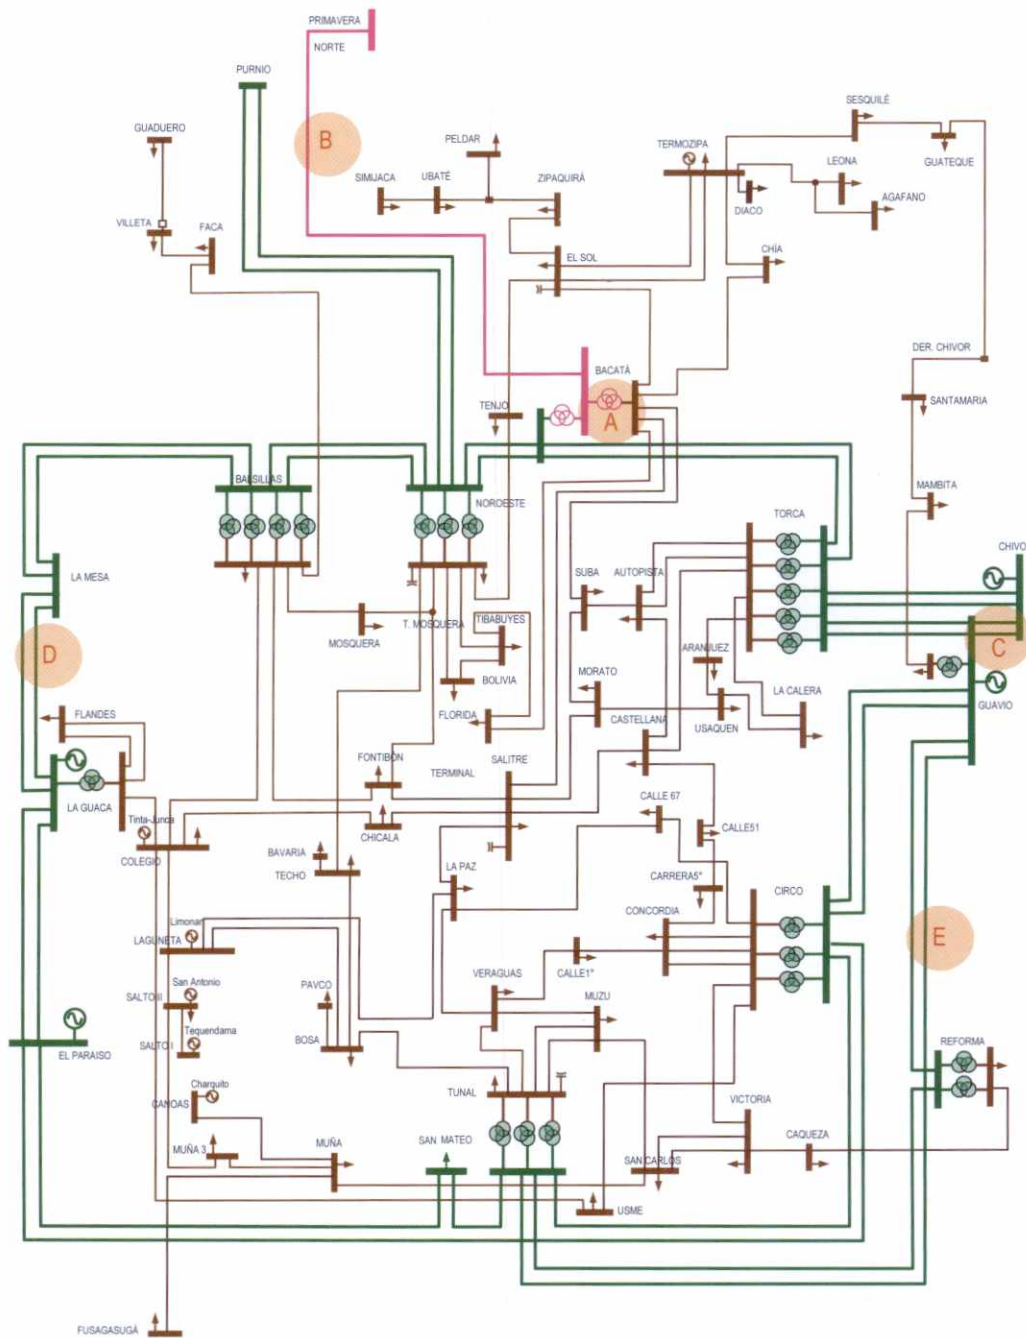 PRIMAVERA
NORTE
PURNIO
B
GUADUERO
PELDAR
SIMIJACA
UBATÉ
ZIPAQUIRÁ
TERMOZIPA
SESQUILÉ
GUATEQUE
LEONA
AGAFANO
DIACO
VILLETA
FACA
EL SOL
CHÍA
DER. CHIVOR
SANTAMARIA
BACATÁ
A
TENJO
BALSILLAS
NOROESTE
MAMBITA
TORCA
CHIVO
LA MESA
SUBA
AUTOPISTA
D
C
MOSQUERA
T. MOSQUERA
TIBABUYES
BOLIVIA
ARANJUEZ
MORATO
LA CALERA
GUAVIO
FLANDES
FLORIDA
CASTELLANA
USAQUEN
FONTIBÓN
TERMINAL
SALITRE
LA GUACA
Tinta-Junca
COLEGIO
CHICALA
CALLE 67
CALLE51
BAVARIA
TECHO
LA PAZ
CARRERA5°
CIRCO
CONCORDIA
Limonar
LAGUNETA
E
CALLE1°
VERAGUAS
San Antonio
SALTO II
PAVCO
MUZU
Tequendama
SALTO I
EL PARAISO
BOSA
REFORMA
Charquito
CANOAS
TUNAL
VICTORIA
MUÑA 3
MUÑA
SAN MATEO
SAN CARLOS
CAQUEZA
USME
FUSAGASUGÁ